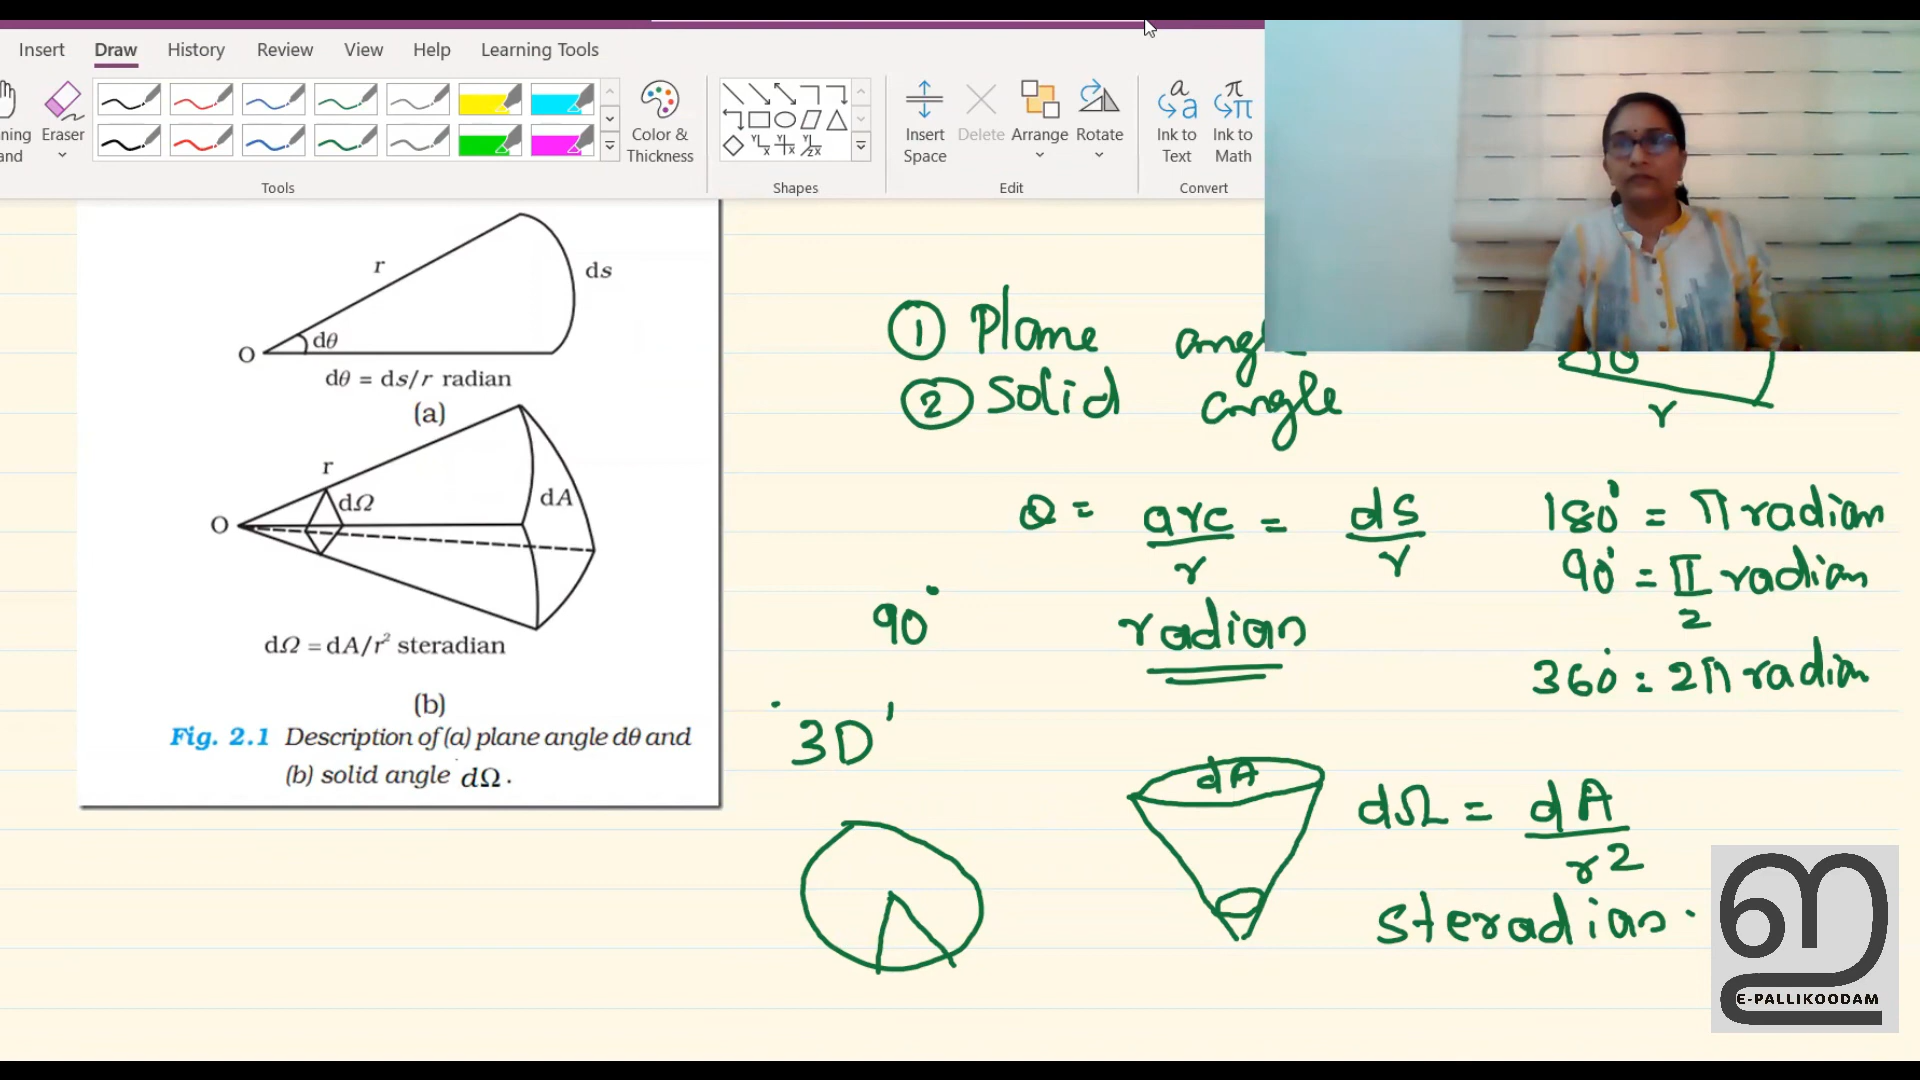 Insert Draw History Review View Help Learning Tools
Eraser
Color & Thickness
Insert Space
Delete
Arrange
Rotate
Ink to Text
Ink to Math
Tools
Shapes
Edit
Convert
r
ds
dθ
O
dθ = ds/r radian
(a)
r
dΩ
dA
O
dΩ = dA/r² steradian
(b)
Fig. 2.1 Description of (a) plane angle dθ and
(b) solid angle dΩ.
① Plane angle
② Solid angle
θ
r
θ = arc/r = ds/r
radian
90°
180° = π radian
90° = π/2 radian
360° = 2π radian
'3D'
dA
dΩ = dA/r2
steradian.
E-PALLIKOODAM